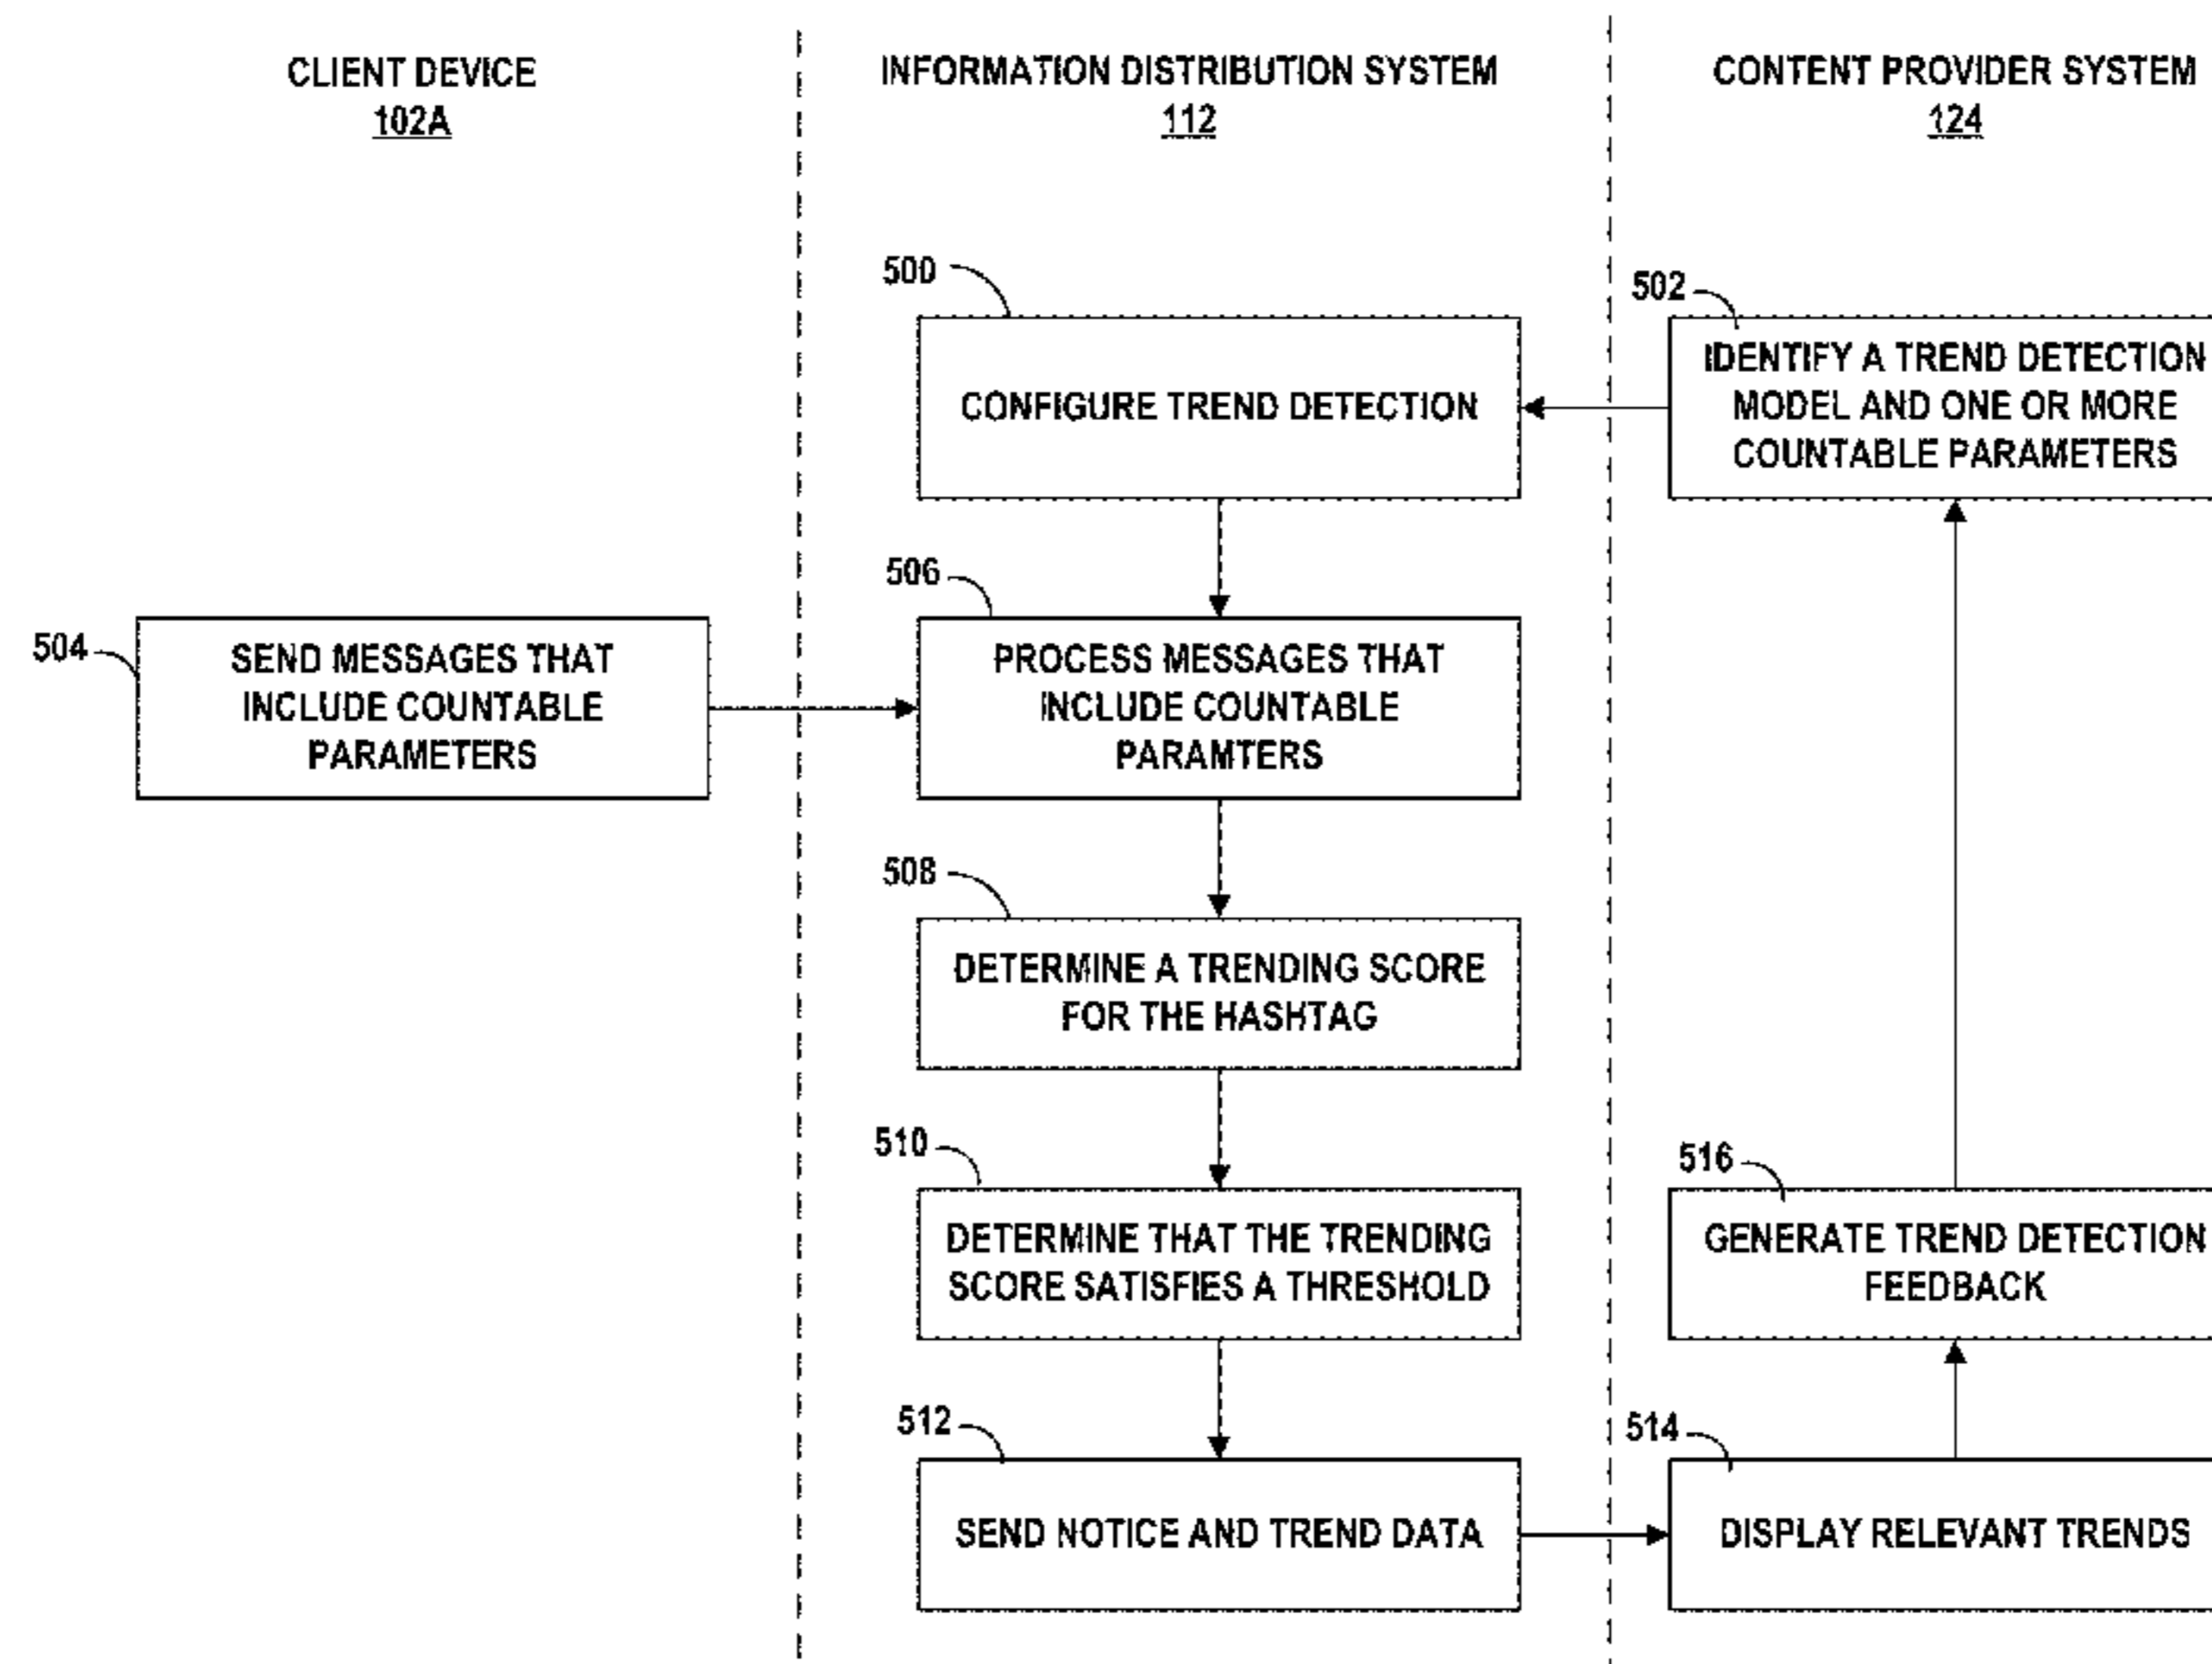 CLIENT DEVICE
102A
INFORMATION DISTRIBUTION SYSTEM
112
CONTENT PROVIDER SYSTEM
124
500
CONFIGURE TREND DETECTION
502
IDENTIFY A TREND DETECTION
MODEL AND ONE OR MORE
COUNTABLE PARAMETERS
504
SEND MESSAGES THAT
INCLUDE COUNTABLE
PARAMETERS
506
PROCESS MESSAGES THAT
INCLUDE COUNTABLE
PARAMTERS
508
DETERMINE A TRENDING SCORE
FOR THE HASHTAG
510
DETERMINE THAT THE TRENDING
SCORE SATISFIES A THRESHOLD
516
GENERATE TREND DETECTION
FEEDBACK
512
SEND NOTICE AND TREND DATA
514
DISPLAY RELEVANT TRENDS